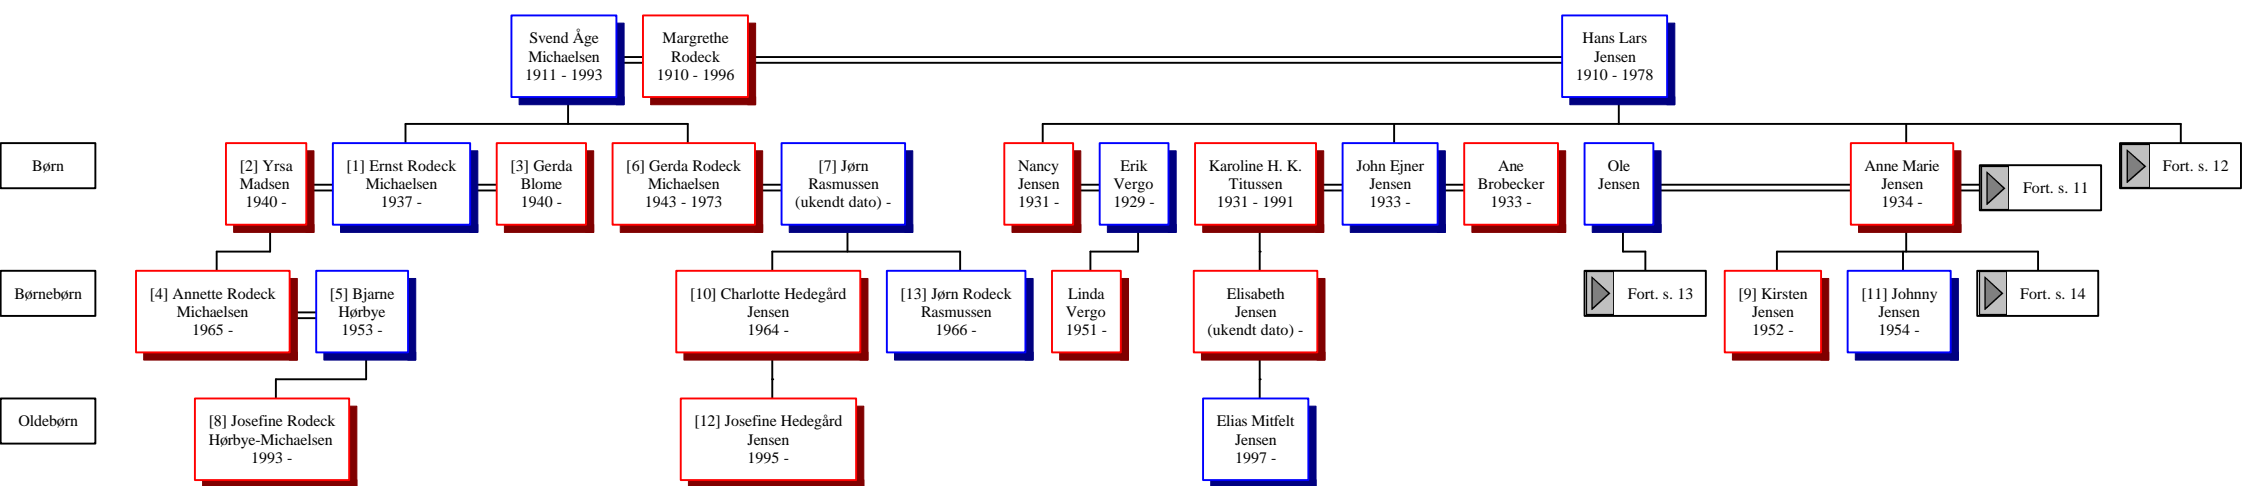 Svend Åge
Michaelsen
1911 - 1993
Margrethe
Rodeck
1910 - 1996
Hans Lars
Jensen
1910 - 1978
Børn
[2] Yrsa
Madsen
1940 -
[1] Ernst Rodeck
Michaelsen
1937 -
[3] Gerda
Blome
1940 -
[6] Gerda Rodeck
Michaelsen
1943 - 1973
[7] Jørn
Rasmussen
(ukendt dato) -
Nancy
Jensen
1931 -
Erik
Vergo
1929 -
Karoline H. K.
Titussen
1931 - 1991
John Ejner
Jensen
1933 -
Ane
Brobecker
1933 -
Ole
Jensen
Anne Marie
Jensen
1934 -
Fort. s. 11
Fort. s. 12
Børnebørn
[4] Annette Rodeck
Michaelsen
1965 -
[5] Bjarne
Hørbye
1953 -
[10] Charlotte Hedegård
Jensen
1964 -
[13] Jørn Rodeck
Rasmussen
1966 -
Linda
Vergo
1951 -
Elisabeth
Jensen
(ukendt dato) -
Fort. s. 13
[9] Kirsten
Jensen
1952 -
[11] Johnny
Jensen
1954 -
Fort. s. 14
Oldebørn
[8] Josefine Rodeck
Hørbye-Michaelsen
1993 -
[12] Josefine Hedegård
Jensen
1995 -
Elias Mitfelt
Jensen
1997 -